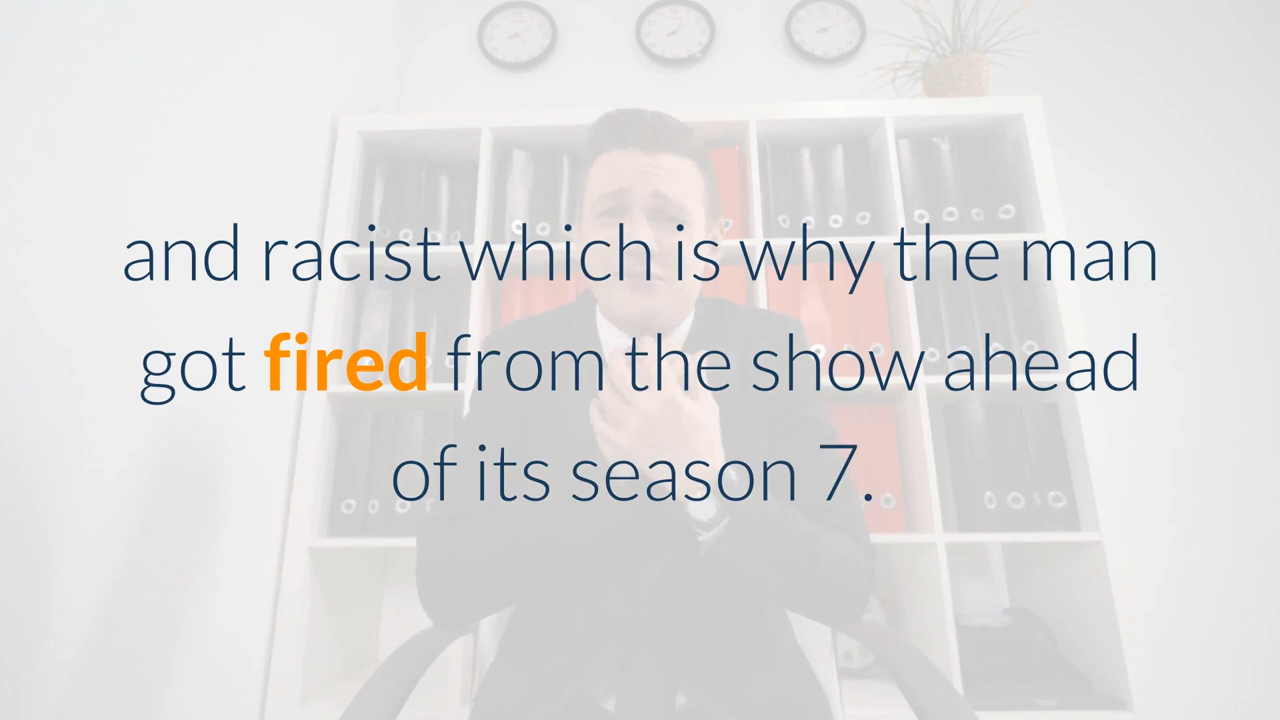 and racist which is why the man
got fired from the show ahead
of its season 7.